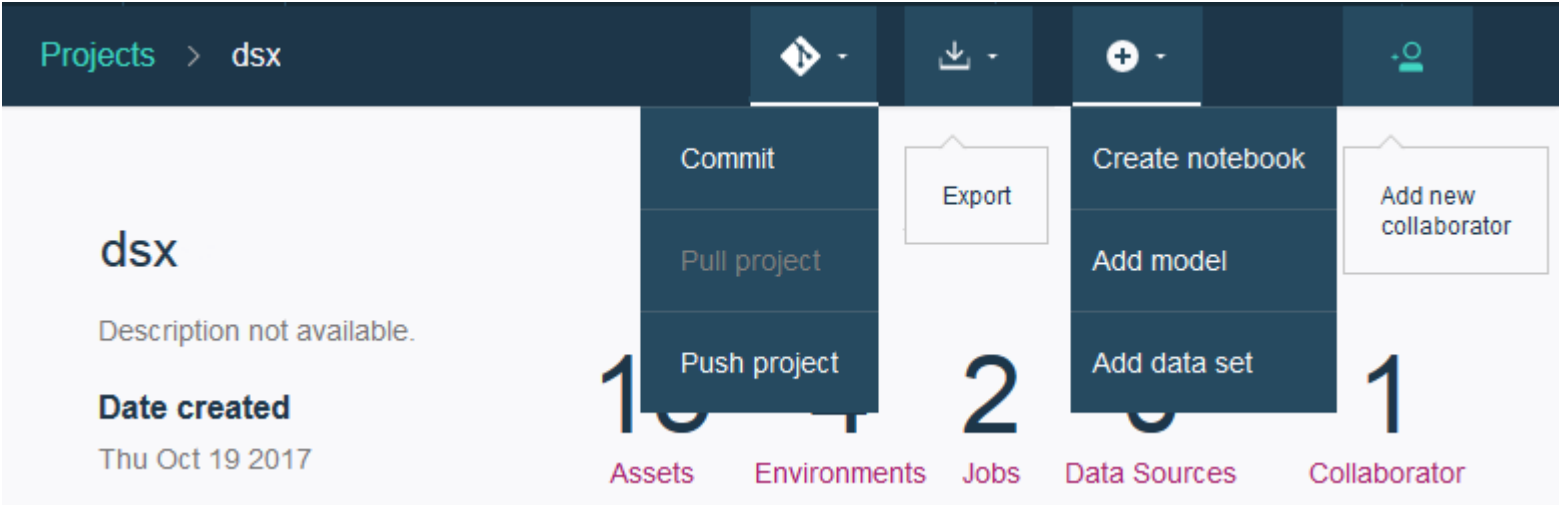 Projects > dsx
Commit
Pull project
Push project
Export
Create notebook
Add model
Add data set
Add new
collaborator
dsx
Description not available.
Date created
Thu Oct 19 2017
2
1
Assets
Environments
Jobs
Data Sources
Collaborator